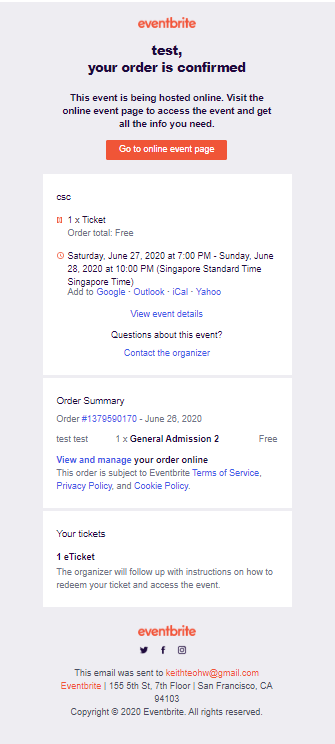 eventbrite
test,
your order is confirmed
This event is being hosted online. Visit the
online event page to access the event and get
all the info you need.
Go to online event page
csc
1 x Ticket
Order total: Free
Saturday, June 27, 2020 at 7:00 PM - Sunday, June
28, 2020 at 10:00 PM (Singapore Standard Time
Singapore Time)
Add to Google · Outlook · iCal · Yahoo
View event details
Questions about this event?
Contact the organizer
Order Summary
Order #1379590170 - June 26, 2020
test test 1 x General Admission 2 Free
View and manage your order online
This order is subject to Eventbrite Terms of Service,
Privacy Policy, and Cookie Policy.
Your tickets
1 eTicket
The organizer will follow up with instructions on how to
redeem your ticket and access the event.
eventbrite
This email was sent to keithteohw@gmail.com
Eventbrite | 155 5th St, 7th Floor | San Francisco, CA
94103
Copyright © 2020 Eventbrite. All rights reserved.